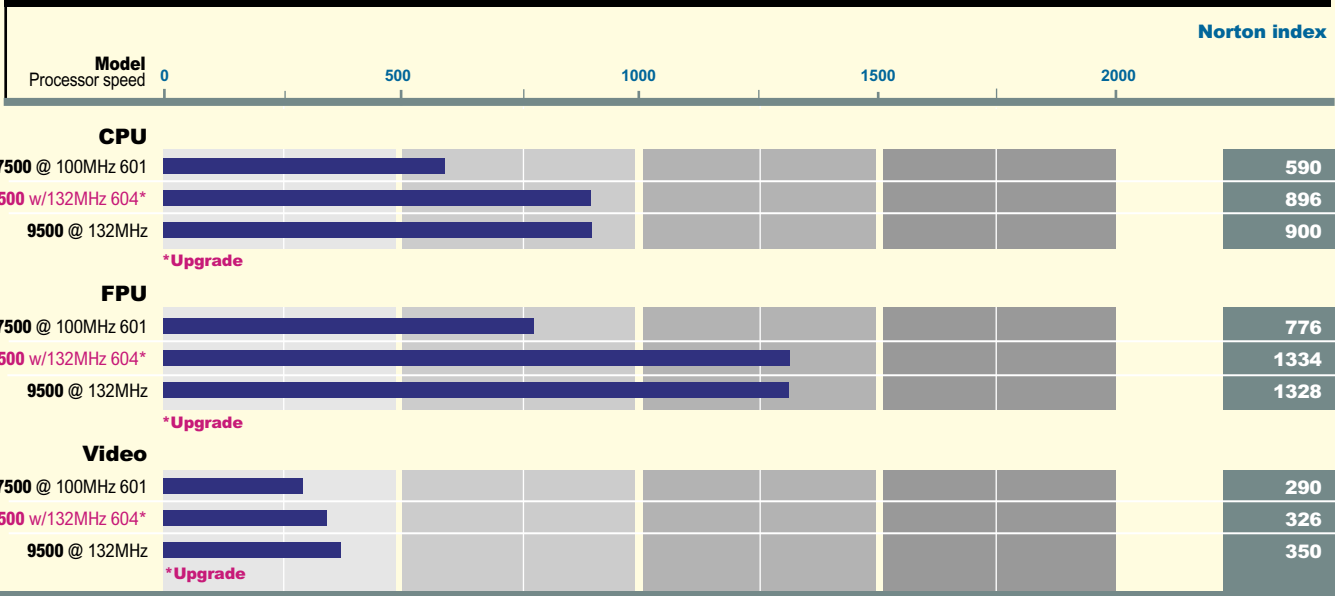 Norton index
Model
Processor speed 0 500 1000 1500 2000
CPU
7500 @ 100MHz 601 590
500 w/132MHz 604* 896
9500 @ 132MHz 900
*Upgrade
FPU
7500 @ 100MHz 601 776
500 w/132MHz 604* 1334
9500 @ 132MHz 1328
*Upgrade
Video
7500 @ 100MHz 601 290
500 w/132MHz 604* 326
9500 @ 132MHz 350
*Upgrade